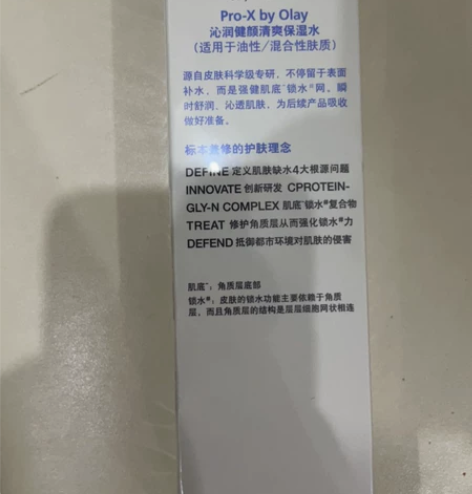 Pro-X by Olay
沁润健颜清爽保湿水
(适用于油性/混合性肤质)
源自皮肤科学级专研，不停留于表面
补水，而是强健肌底"锁水#网，瞬
时舒润、沁透肌肤，为后续产品吸收
做好准备。
标本兼修的护肤理念
DEFINE 定义肌肤缺水4大根源问题
INNOVATE 创新研发 CPROTEIN-
GLY-N COMPLEX 肌底"锁水#复合物
TREAT 修护角质层从而强化锁水#力
DEFEND 抵御都市环境对肌肤的侵害
肌底"，角质层底部
锁水#，皮肤的锁水功能主要依赖于角质
层，而且角质层的结构是层层细胞网状相连